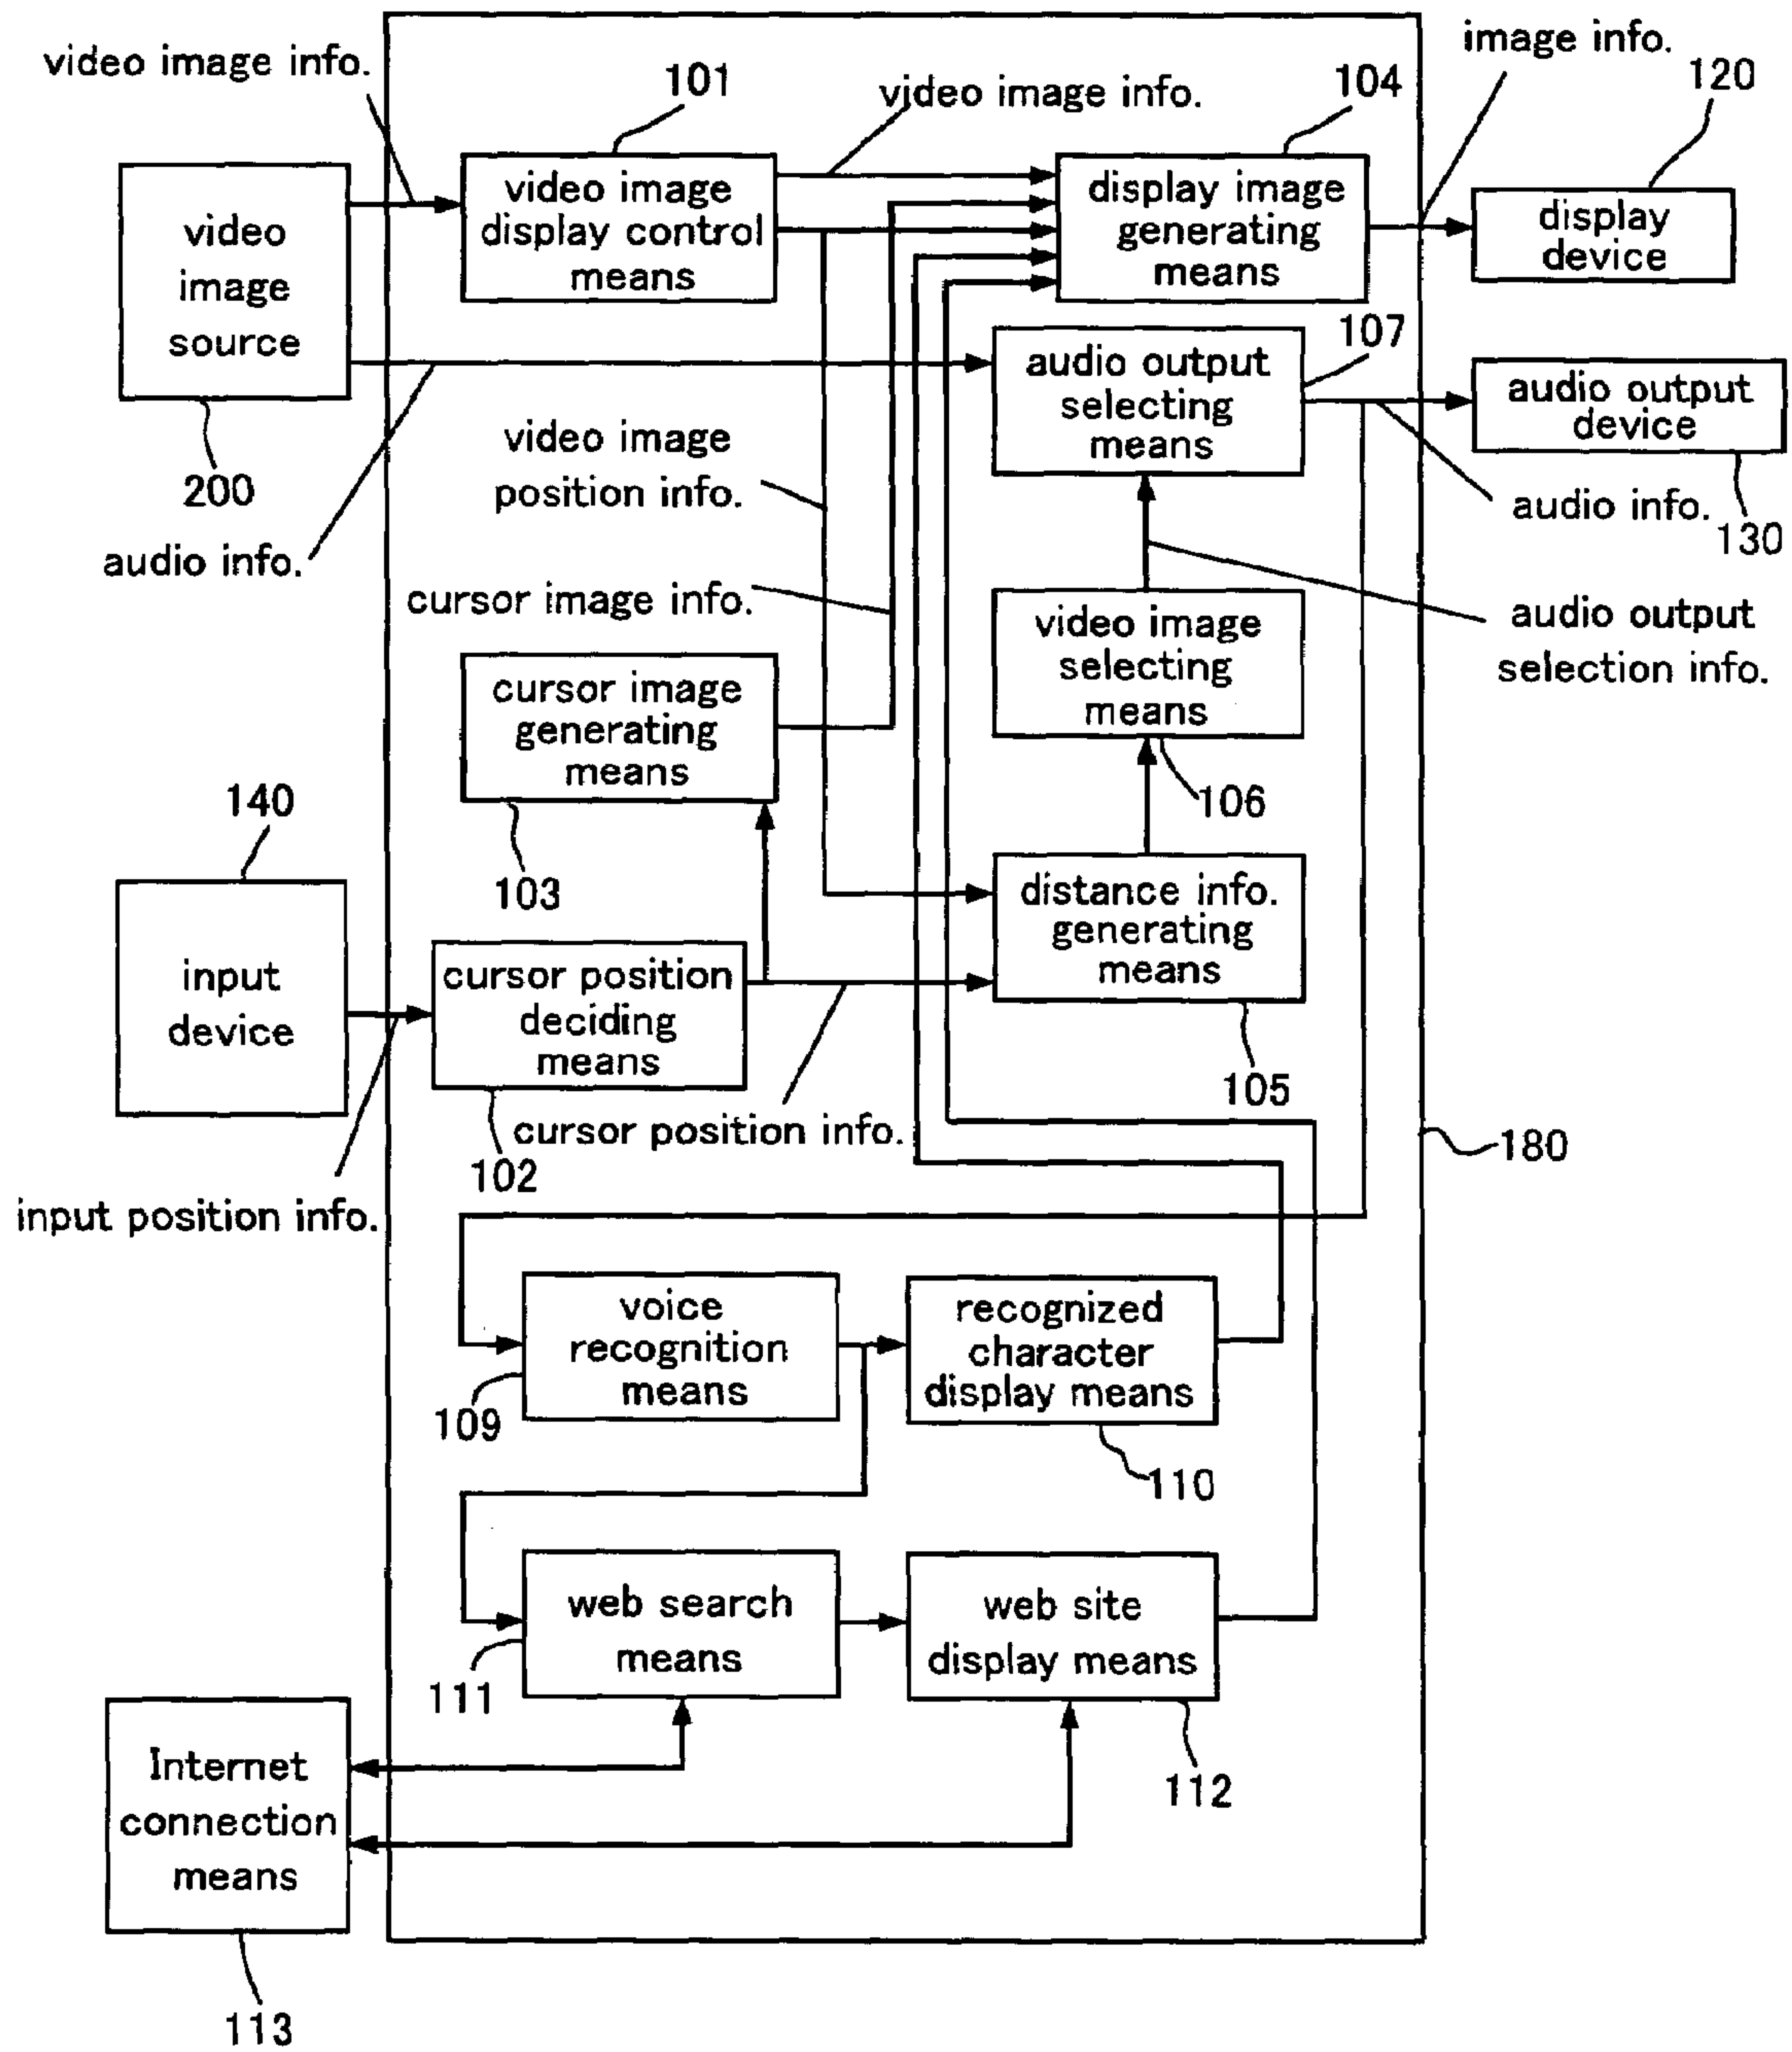 video image info.
image info.
101
video image info.
104
120
video image
display control
means
display image
generating
means
display
device
video
image
source
107
audio output
selecting
means
audio output
device
video image
position info.
200
audio info.
130
audio info.
cursor image info.
video image
selecting
means
audio output
selection info.
cursor image
generating
means
106
140
103
distance info.
generating
means
input
device
cursor position
deciding
means
105
cursor position info.
180
102
input position info.
voice
recognition
means
recognized
character
display means
109
110
web search
means
web site
display means
111
Internet
connection
means
112
113